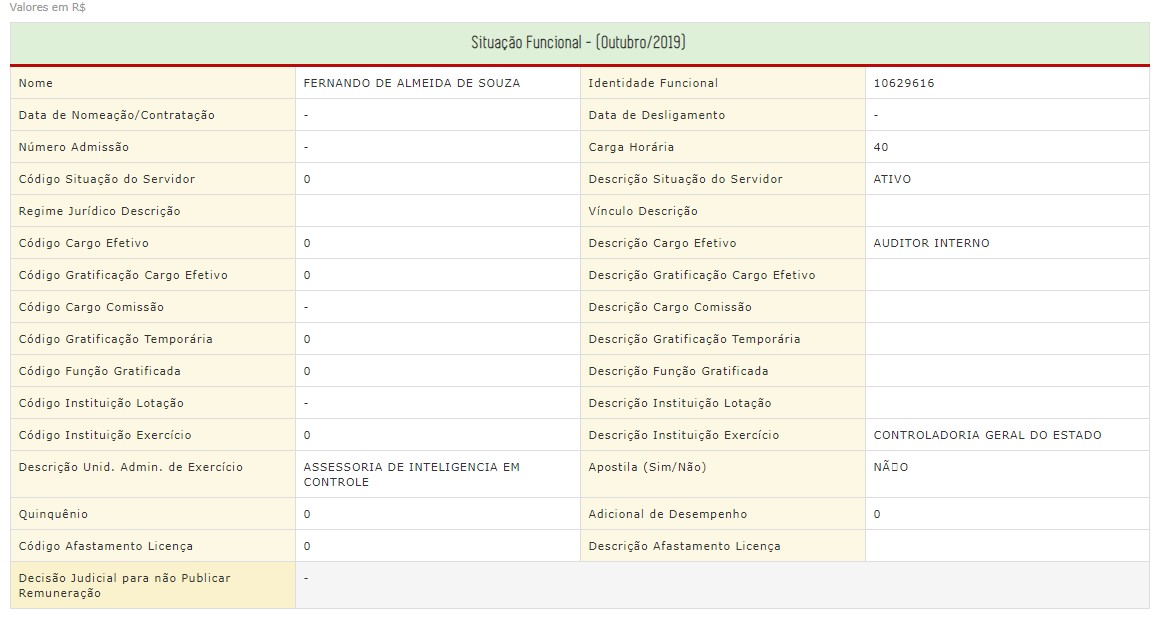 Valores em R$
Situação Funcional - (Outubro/2019)
Nome FERNANDO DE ALMEIDA DE SOUZA Identidade Funcional 10629616
Data de Nomeação/Contratação - Data de Desligamento -
Número Admissão - Carga Horária 40
Código Situação do Servidor 0 Descrição Situação do Servidor ATIVO
Regime Jurídico Descrição Vínculo Descrição
Código Cargo Efetivo 0 Descrição Cargo Efetivo AUDITOR INTERNO
Código Gratificação Cargo Efetivo 0 Descrição Gratificação Cargo Efetivo
Código Cargo Comissão - Descrição Cargo Comissão
Código Gratificação Temporária 0 Descrição Gratificação Temporária
Código Função Gratificada 0 Descrição Função Gratificada
Código Instituição Lotação - Descrição Instituição Lotação
Código Instituição Exercício 0 Descrição Instituição Exercício CONTROLADORIA GERAL DO ESTADO
Descrição Unid. Admin. de Exercício ASSESSORIA DE INTELIGENCIA EM Apostila (Sim/Não) NÃ□O
CONTROLE
Quinquênio 0 Adicional de Desempenho 0
Código Afastamento Licença 0 Descrição Afastamento Licença
Decisão Judicial para não Publicar -
Remuneração